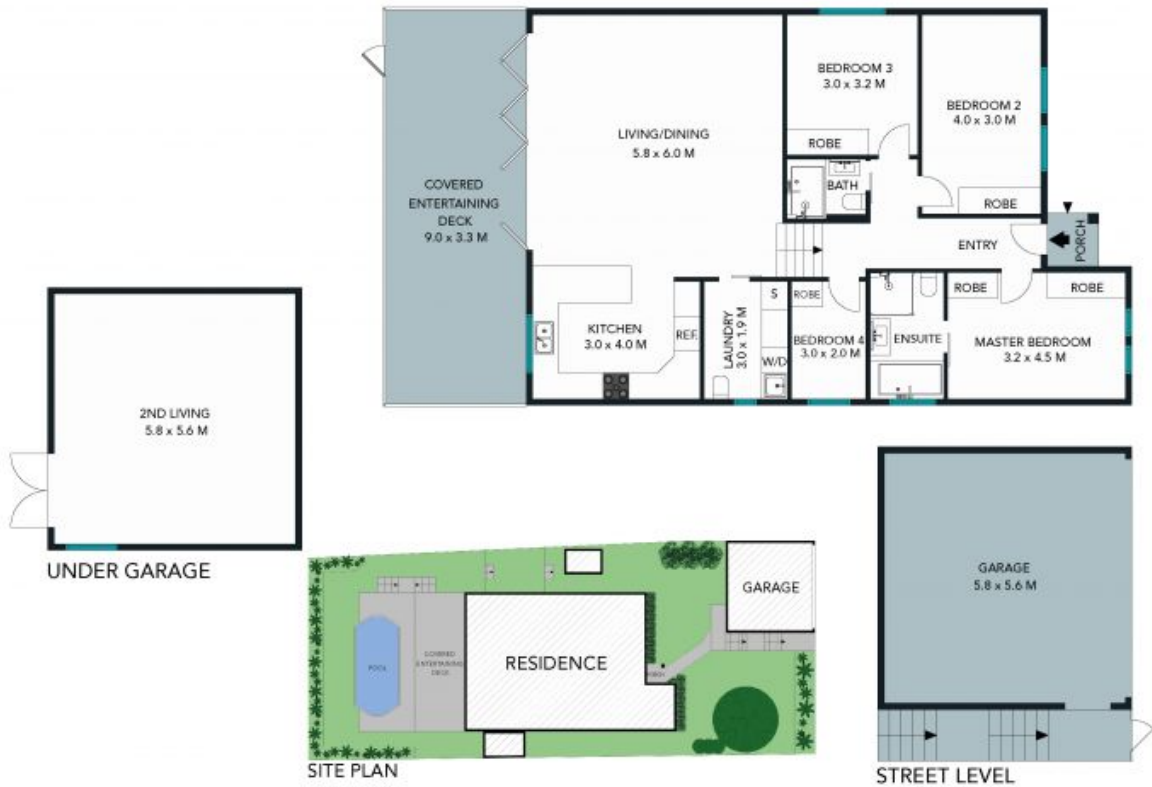 BEDROOM 3
3.0 x 3.2 M
BEDROOM 2
4.0 x 3.0 M
LIVING/DINING
5.8 x 6.0 M
ROBE
BATH
COVERED
ENTERTAINING
DECK
9.0 x 3.3 M
ROBE
ENTRY
PORCH
ROBE
ROBE
S
ROBE
KITCHEN
3.0 x 4.0 M
REF.
LAUNDRY
3.0 x 1.9 M
BEDROOM 4
3.0 x 2.0 M
ENSUITE
MASTER BEDROOM
3.2 x 4.5 M
W/D
2ND LIVING
5.8 x 5.6 M
UNDER GARAGE
GARAGE
5.8 x 5.6 M
STREET LEVEL
GARAGE
RESIDENCE
COVERED
ENTERTAINING
DECK
POOL
PORCH
SITE PLAN